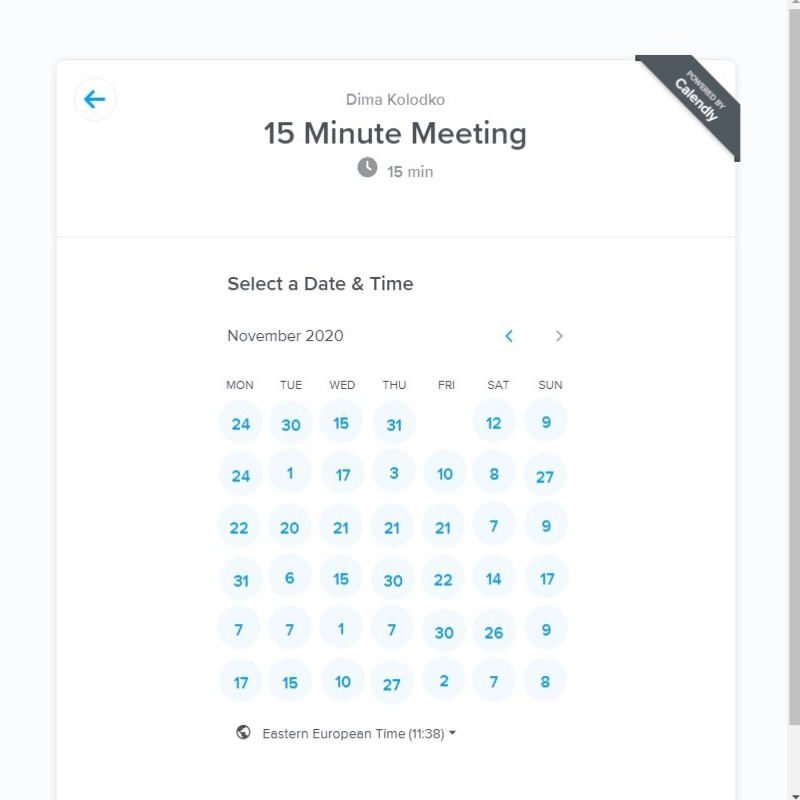 POWERED BY
Calendly
Dima Kolodko
15 Minute Meeting
15 min
Select a Date & Time
November 2020
MON TUE WED THU FRI SAT SUN
24 30 15 31 12 9
24 1 17 3 10 8 27
22 20 21 21 21 7 9
31 6 15 30 22 14 17
7 7 1 7 30 26 9
17 15 10 27 2 7 8
Eastern European Time (11:38)